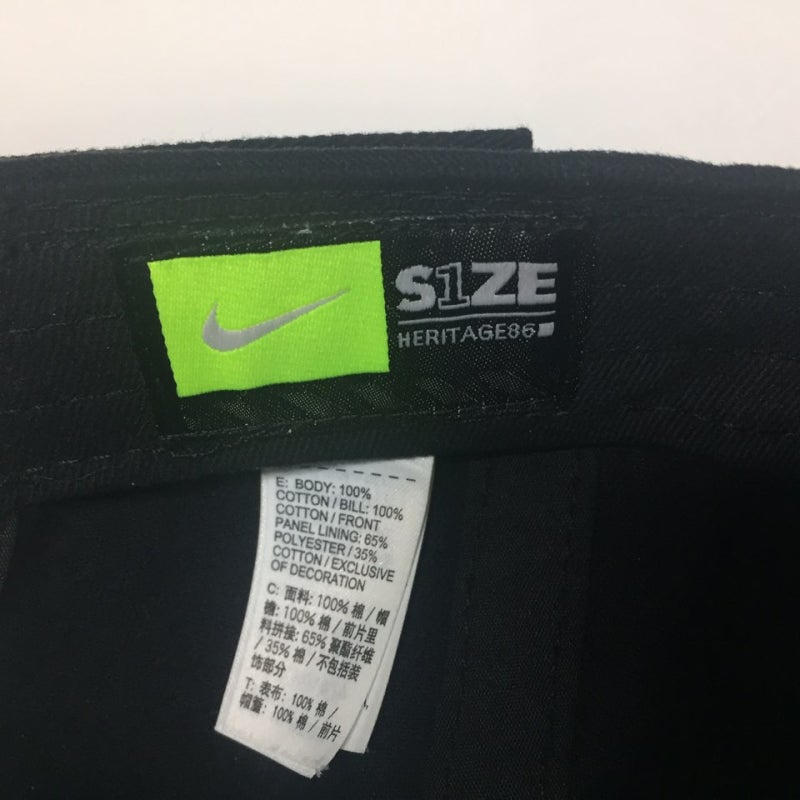 S1ZE
HERITAGE86
E: BODY: 100%
COTTON / BILL: 100%
COTTON / FRONT
PANEL LINING: 65%
POLYESTER / 35%
COTTON / EXCLUSIVE
OF DECORATION
C: 面料: 100% 棉 / 帽
檐: 100% 棉 / 前片里
料拼接: 65% 聚酯纤维
/ 35% 棉 / 不包括装
饰部分
T: 表布: 100% 棉 /
帽簷: 100% 棉 / 前片